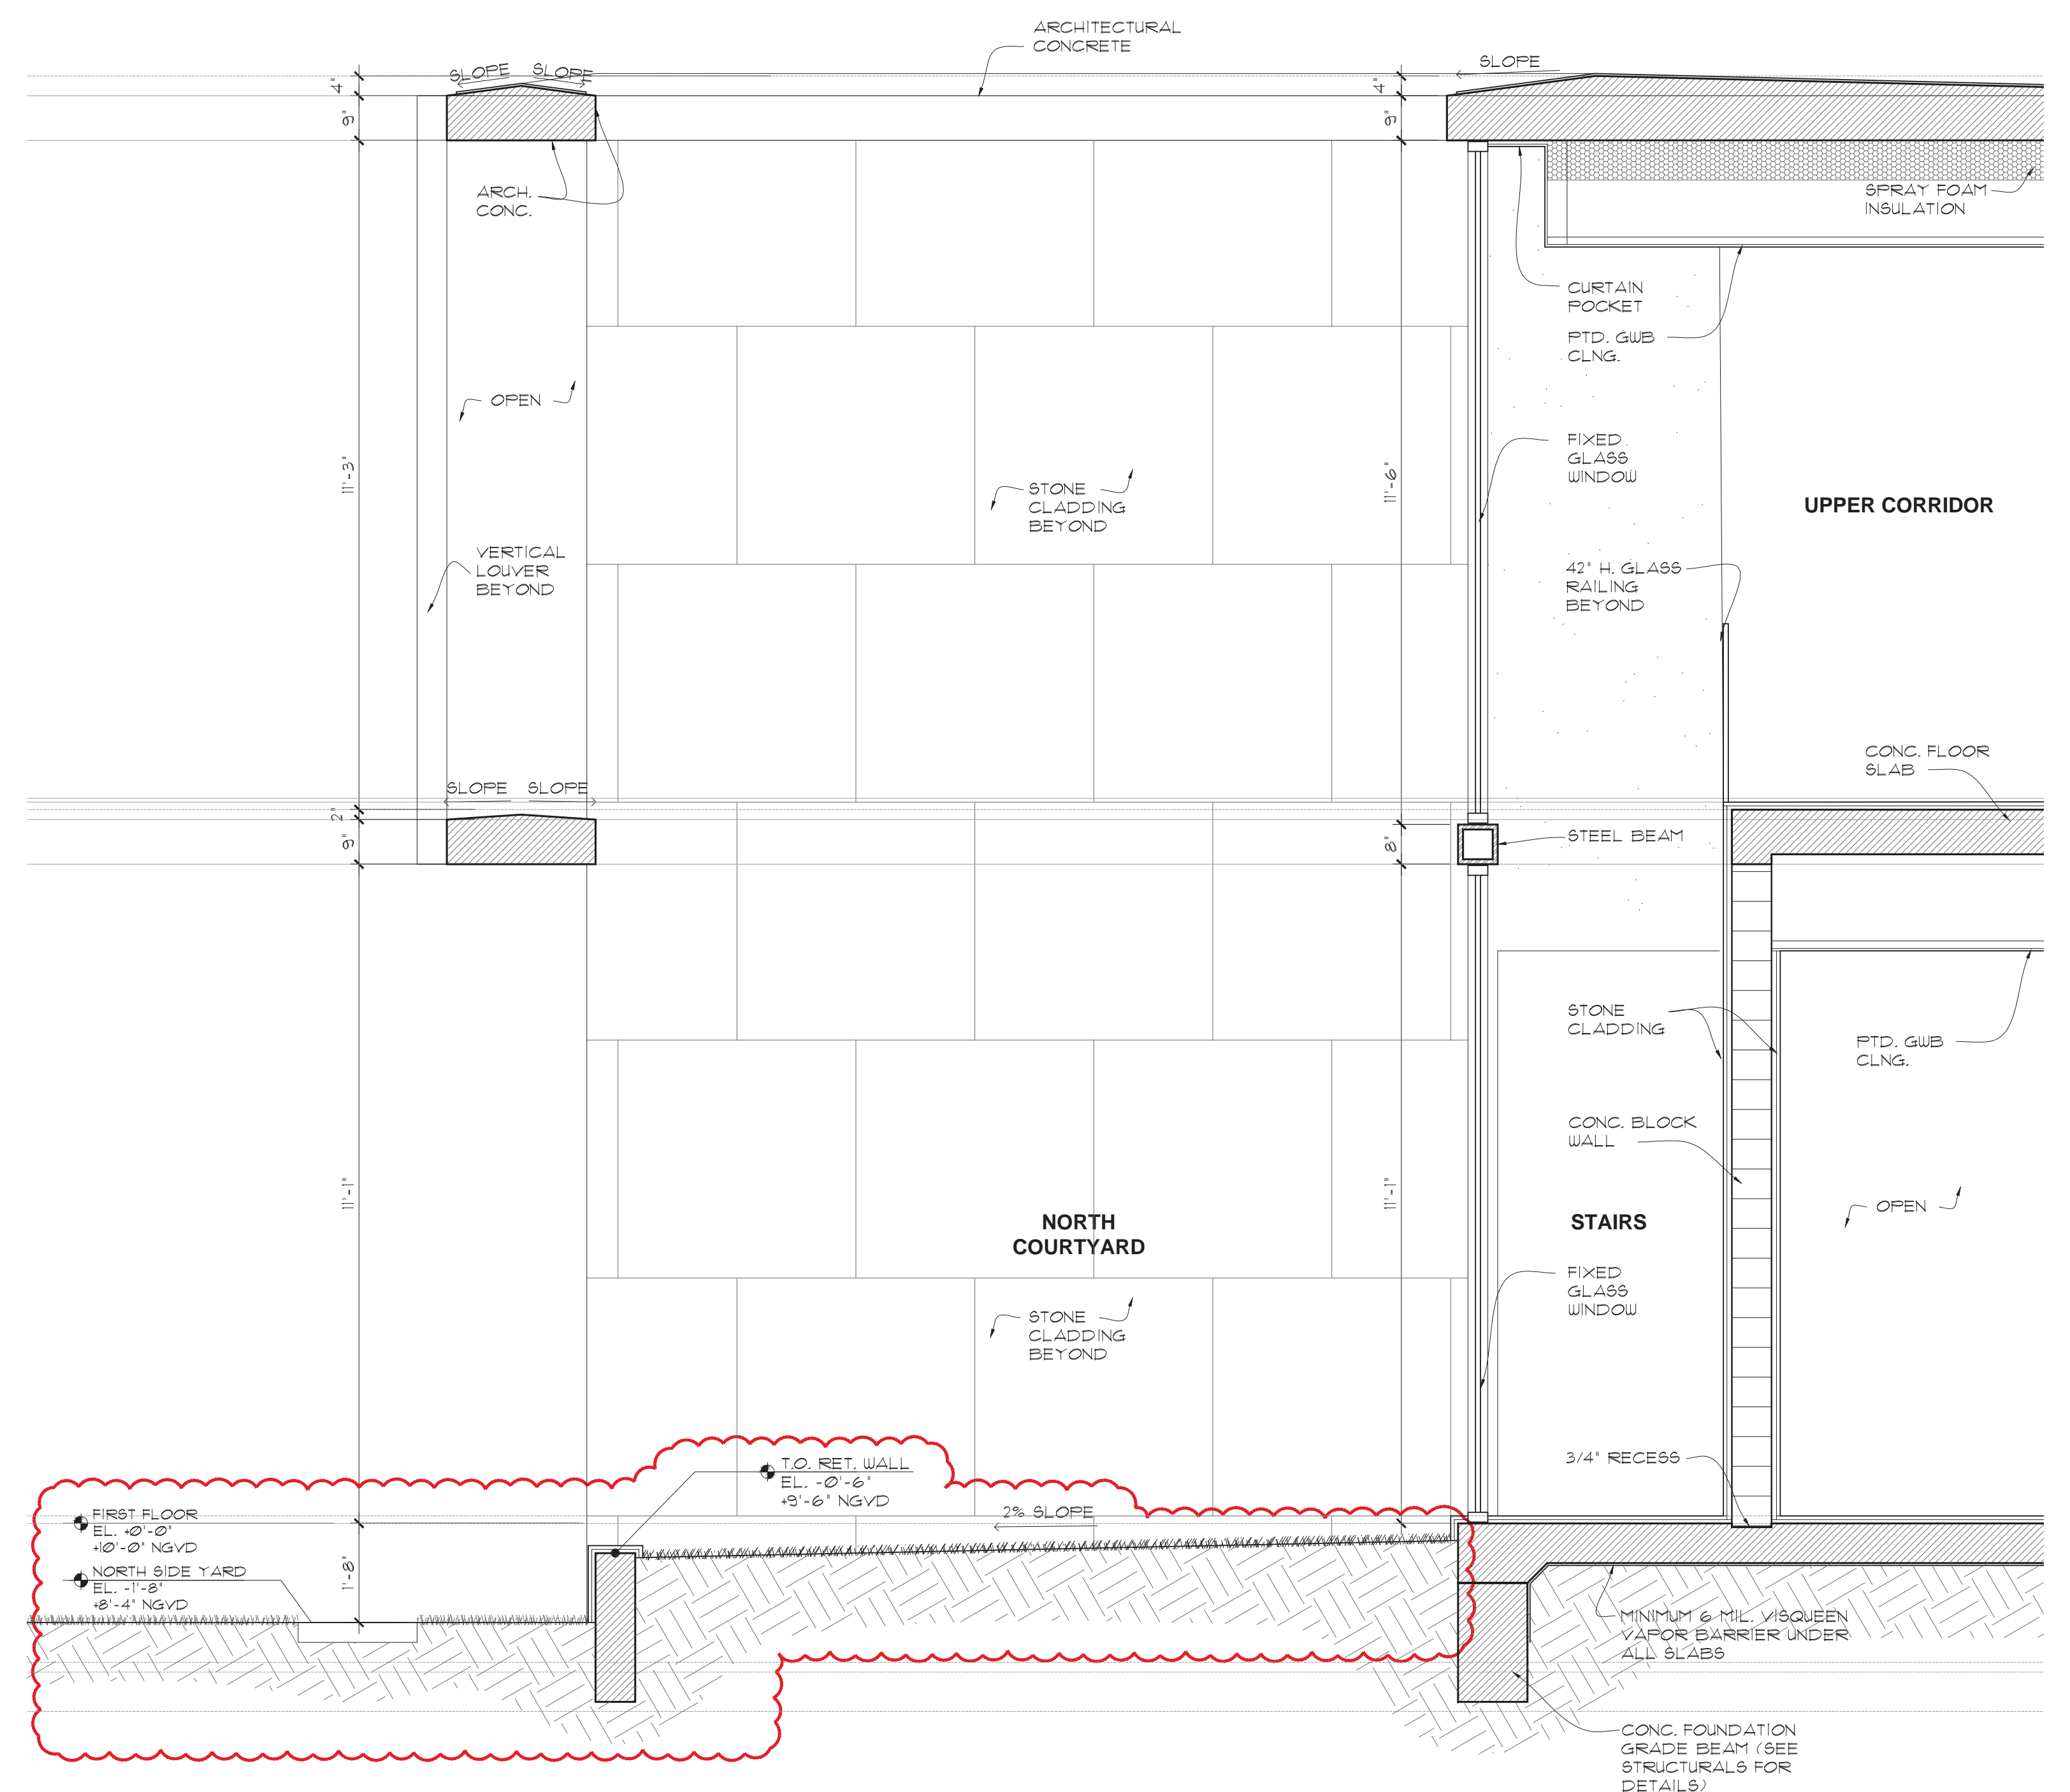 ARCHITECTURAL
CONCRETE
SLOPE
SLOPE
SLOPE
4"
9"
4"
9"
ARCH.
CONC.
SPRAY FOAM
INSULATION
CURTAIN
POCKET
PTD. GWB
CLNG.
OPEN
11'-3"
11'-6"
FIXED
GLASS
WINDOW
STONE
CLADDING
BEYOND
UPPER CORRIDOR
VERTICAL
LOUVER
BEYOND
42" H. GLASS
RAILING
BEYOND
CONC. FLOOR
SLAB
SLOPE
SLOPE
2"
9"
8"
STEEL BEAM
STONE
CLADDING
PTD. GWB
CLNG.
CONC. BLOCK
WALL
11'-1"
11'-1"
OPEN
NORTH
COURTYARD
STAIRS
FIXED
GLASS
WINDOW
STONE
CLADDING
BEYOND
3/4" RECESS
T.O. RET. WALL
EL. -0'-6"
+9'-6" NGVD
2% SLOPE
FIRST FLOOR
EL. +0'-0"
+10'-0" NGVD
NORTH SIDE YARD
EL. -1'-8"
+8'-4" NGVD
1'-8"
MINIMUM 6 MIL. VISQUEEN
VAPOR BARRIER UNDER
ALL SLABS
CONC. FOUNDATION
GRADE BEAM (SEE
STRUCTURALS FOR
DETAILS)